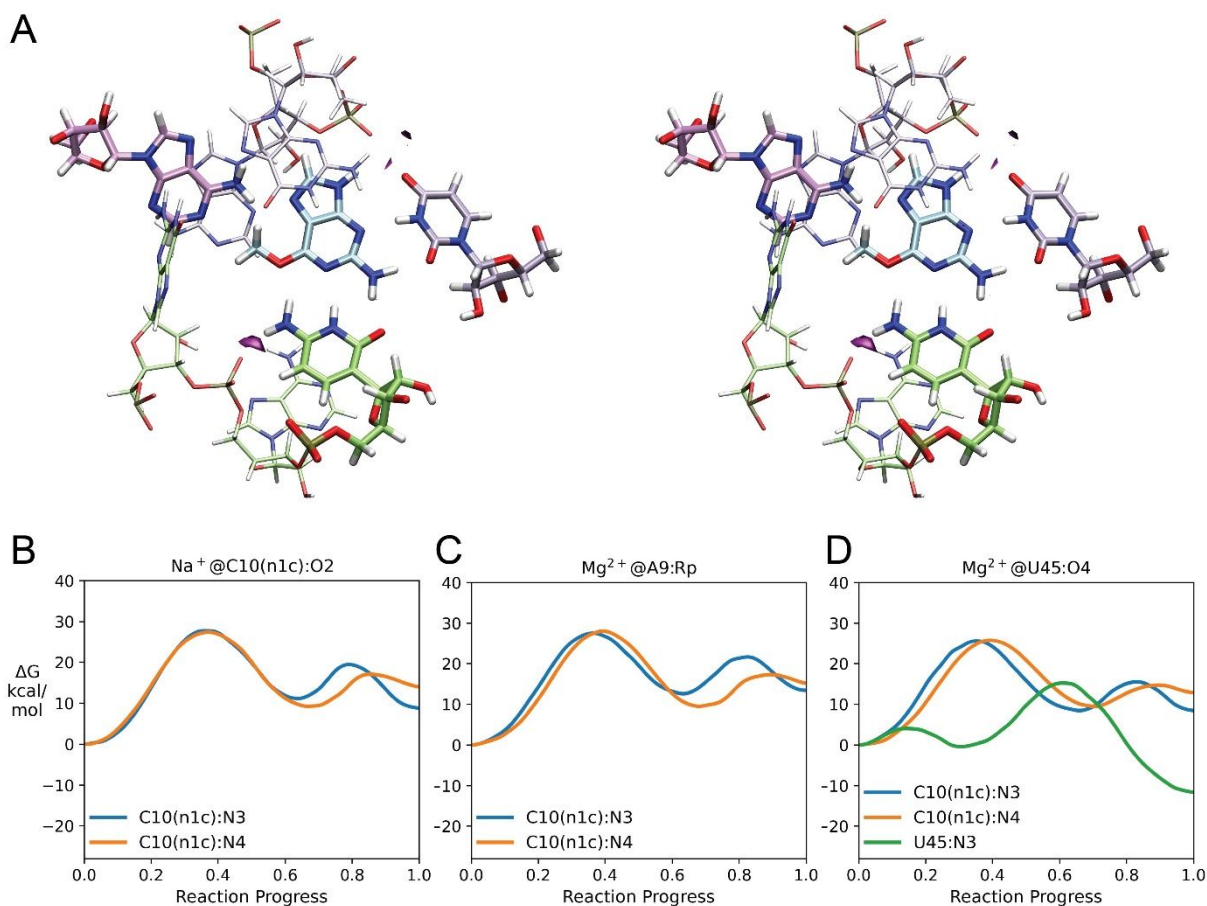 A
B
Na⁺@C10(n1c):O2
40
30
20
10
0
−10
−20
ΔG
kcal/
mol
C10(n1c):N3
C10(n1c):N4
0.0 0.2 0.4 0.6 0.8 1.0
Reaction Progress
C
Mg²⁺@A9:Rp
40
30
20
10
0
−10
−20
C10(n1c):N3
C10(n1c):N4
0.0 0.2 0.4 0.6 0.8 1.0
Reaction Progress
D
Mg²⁺@U45:O4
40
30
20
10
0
−10
−20
C10(n1c):N3
C10(n1c):N4
U45:N3
0.0 0.2 0.4 0.6 0.8 1.0
Reaction Progress